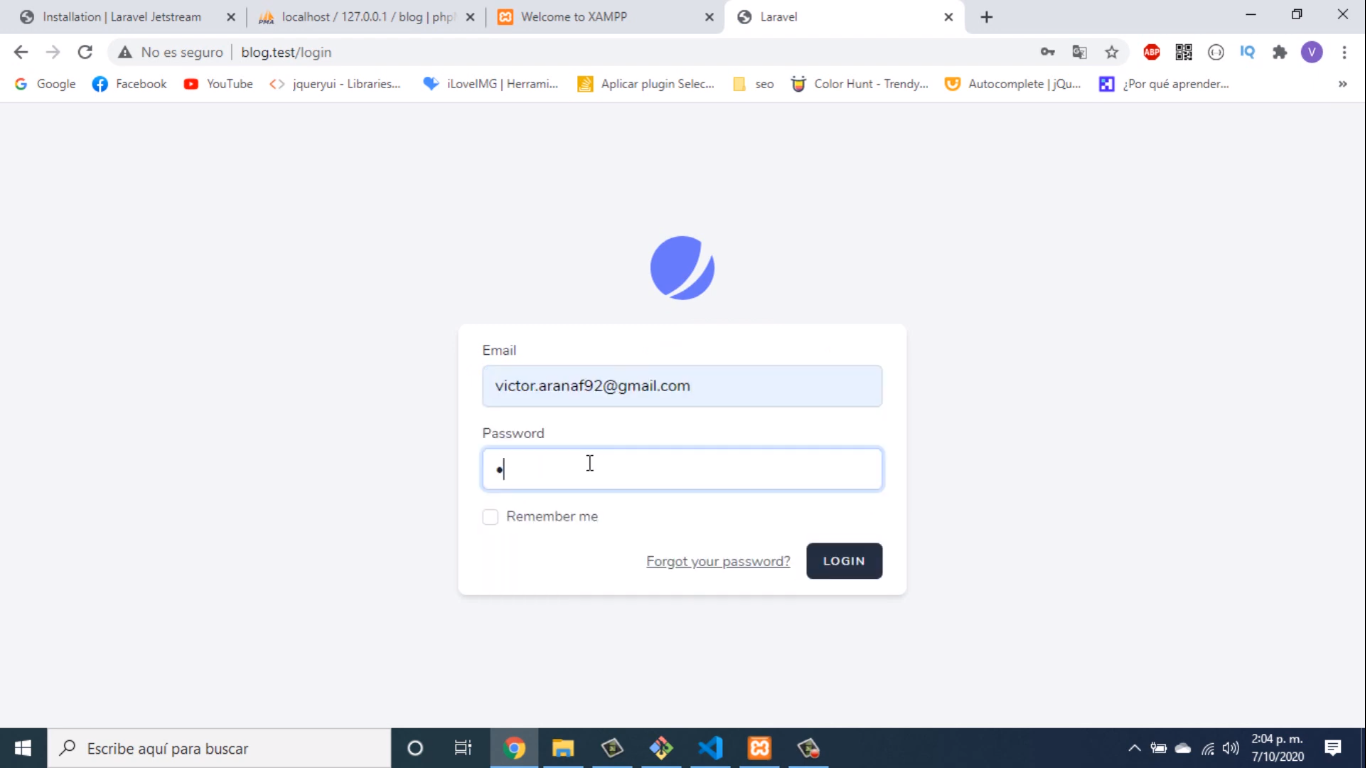 Installation | Laravel Jetstream
localhost / 127.0.0.1 / blog | php
Welcome to XAMPP
Laravel
No es seguro
blog.test/login
ABP
IQ
V
Google
Facebook
YouTube
jqueryui - Libraries...
iLoveIMG | Herrami...
Aplicar plugin Selec...
seo
Color Hunt - Trendy...
Autocomplete | jQu...
¿Por qué aprender...
»
Email
victor.aranaf92@gmail.com
Password
Remember me
Forgot your password?
LOGIN
Escribe aquí para buscar
2:04 p. m.
7/10/2020